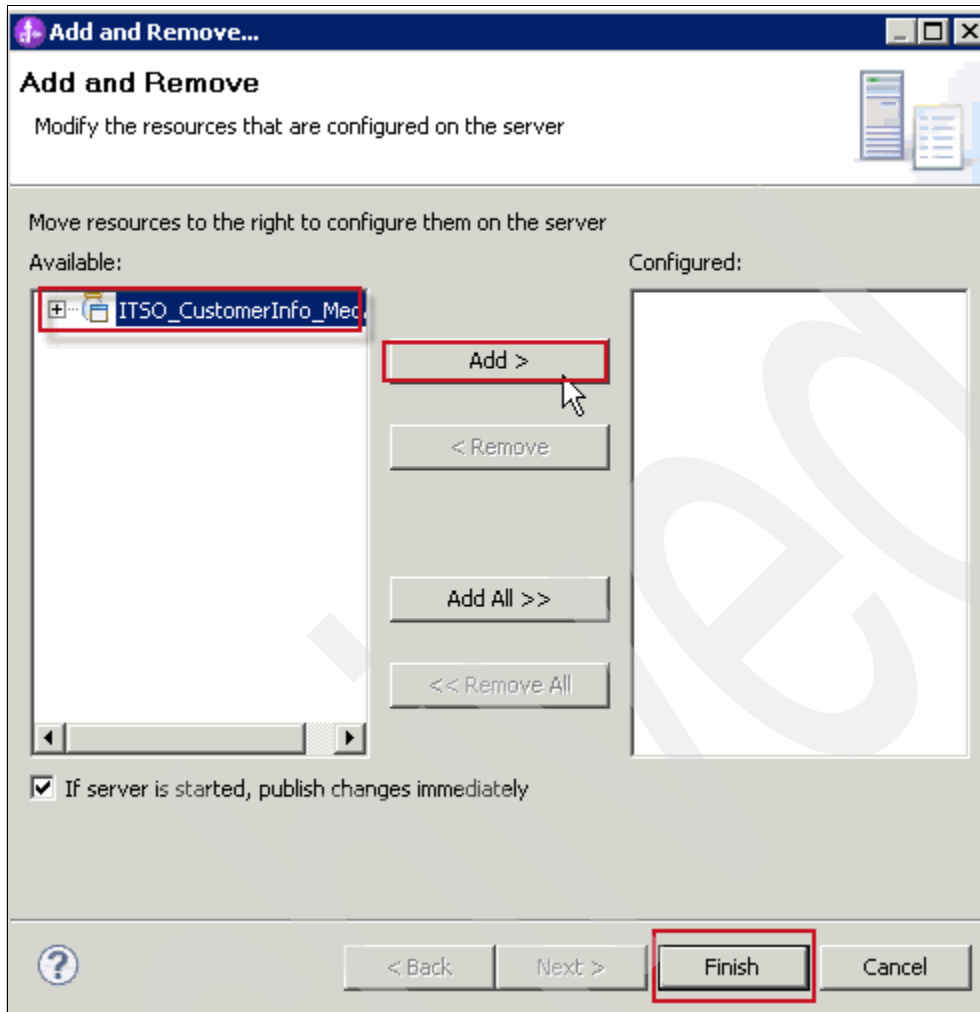 Add and Remove...
Add and Remove
Modify the resources that are configured on the server
Move resources to the right to configure them on the server
Available:
Configured:
ITSO_CustomerInfo_Med
Add >
< Remove
Add All >>
<< Remove All
If server is started, publish changes immediately
?
< Back
Next >
Finish
Cancel